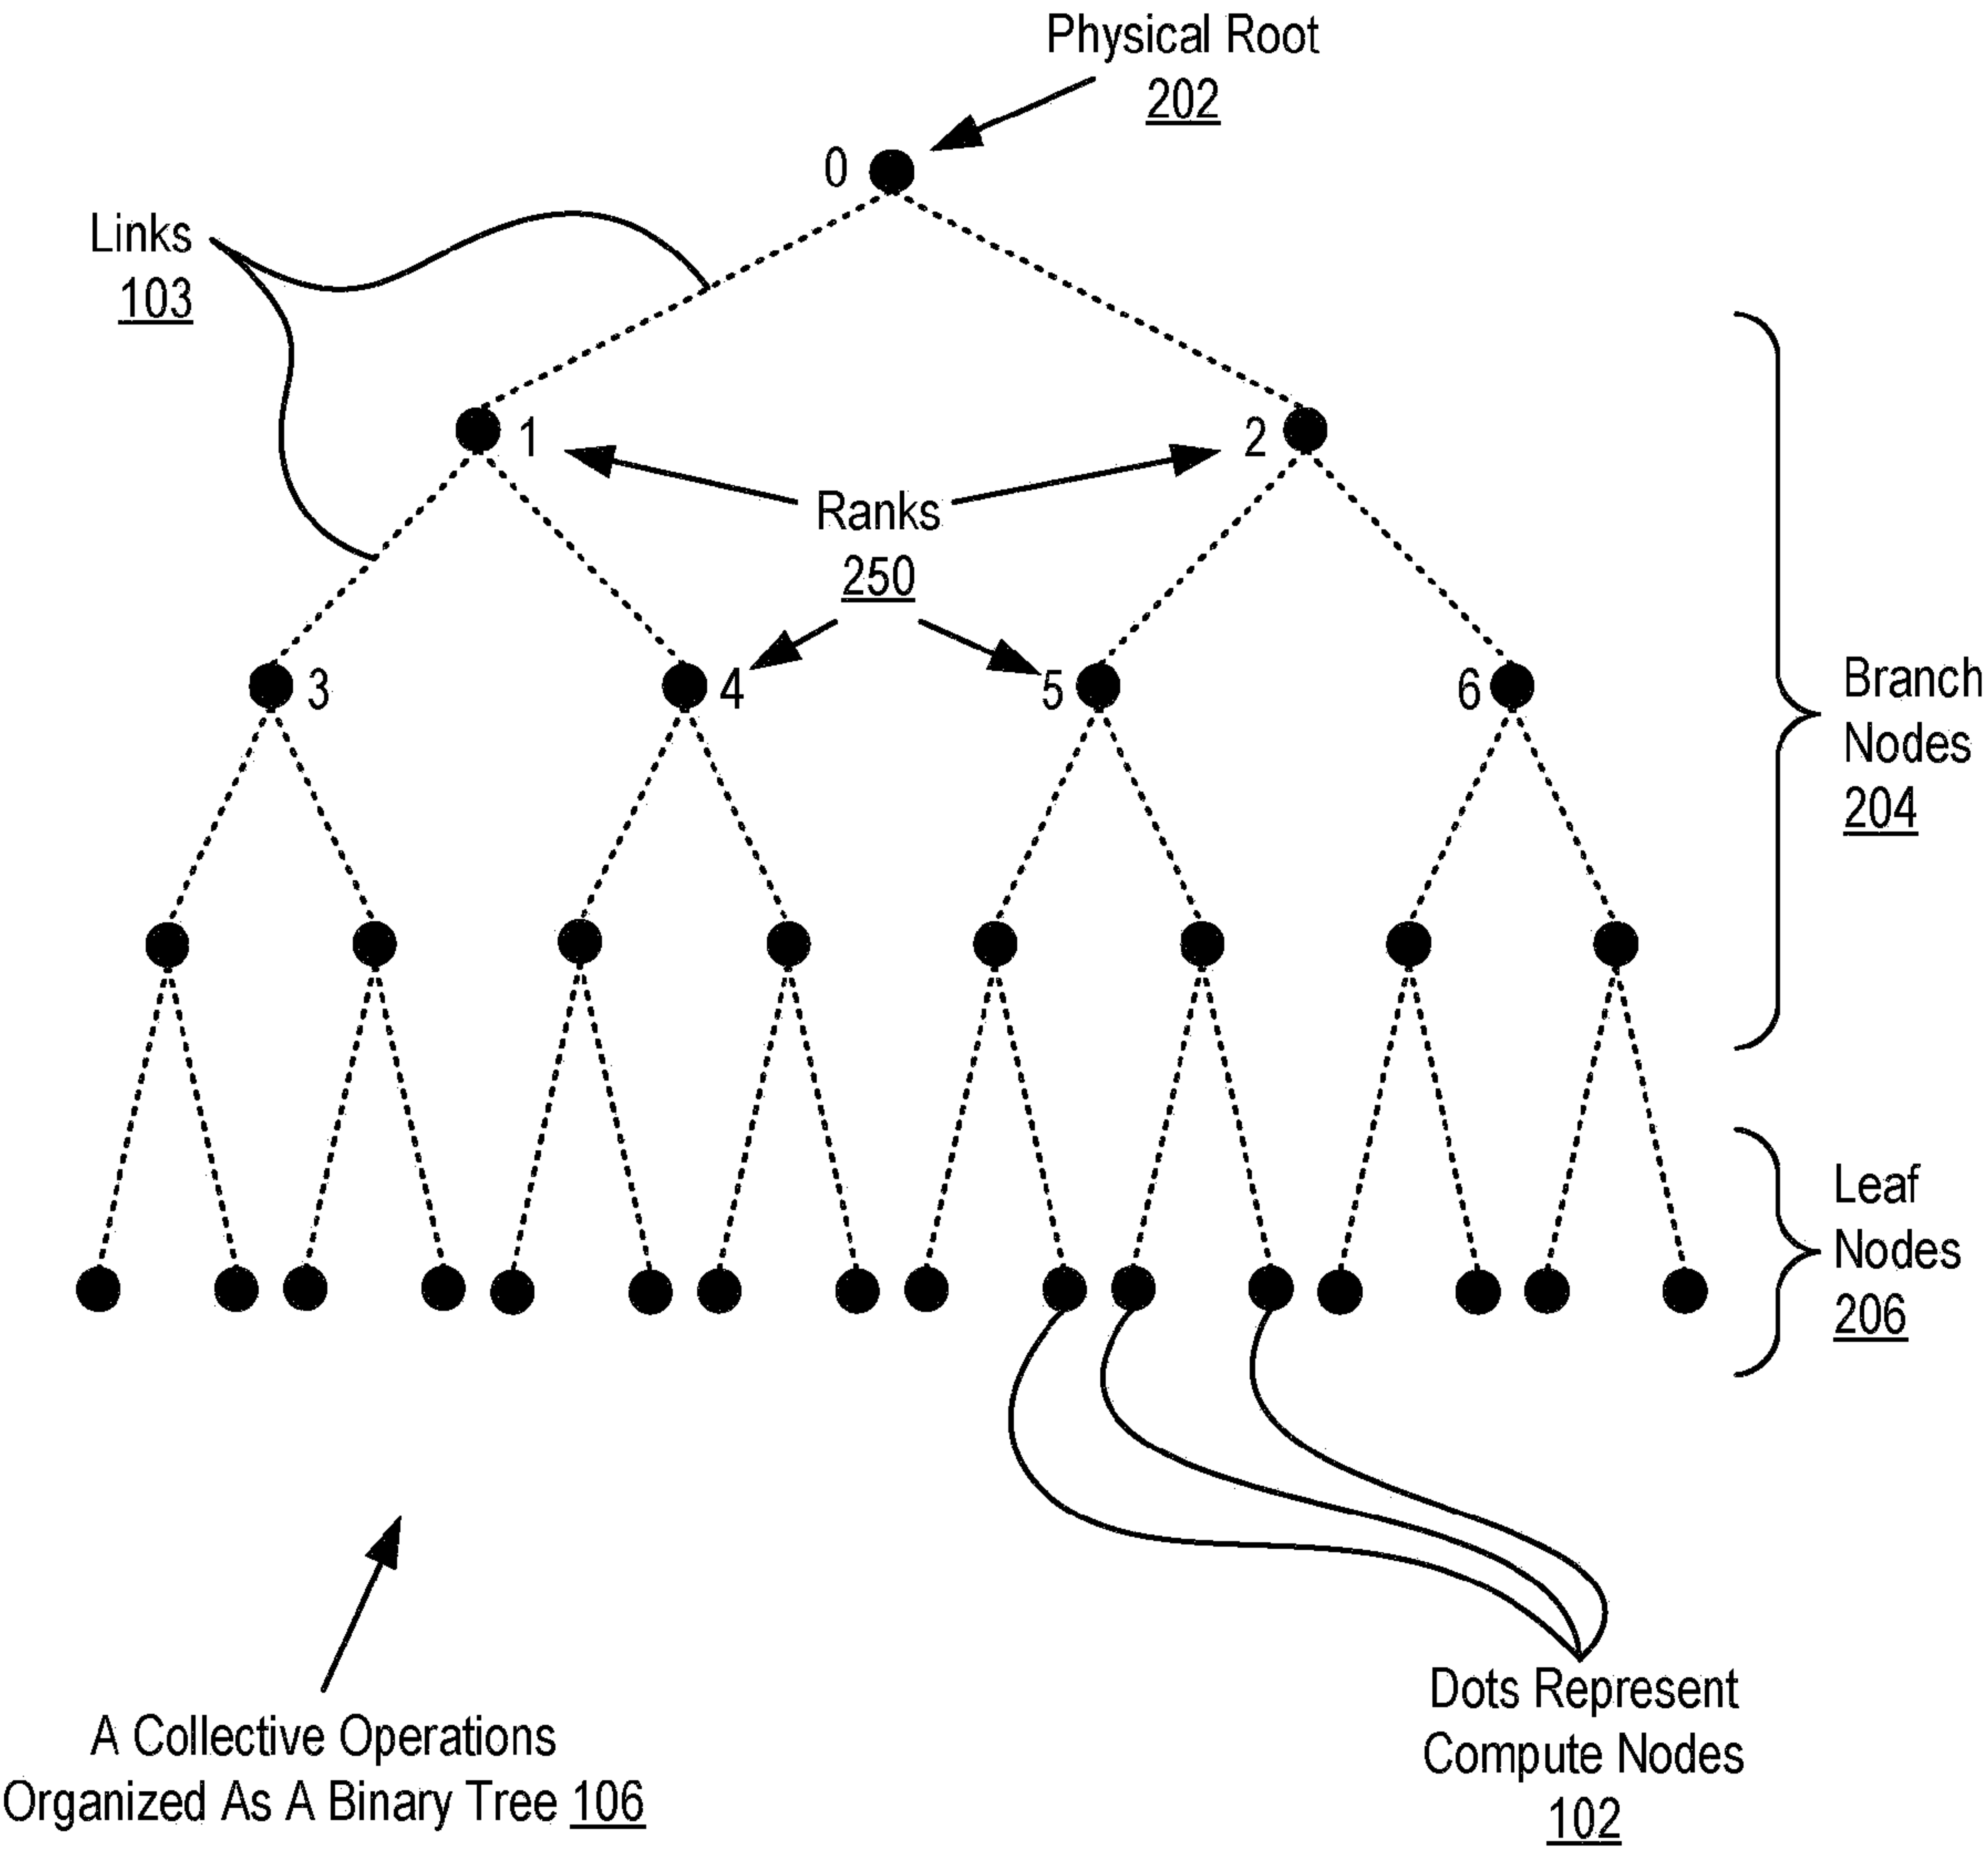 Physical Root
202
0
Links
103
1
2
Ranks
250
3
4
5
6
Branch
Nodes
204
Leaf
Nodes
206
A Collective Operations
Organized As A Binary Tree 106
Dots Represent
Compute Nodes
102